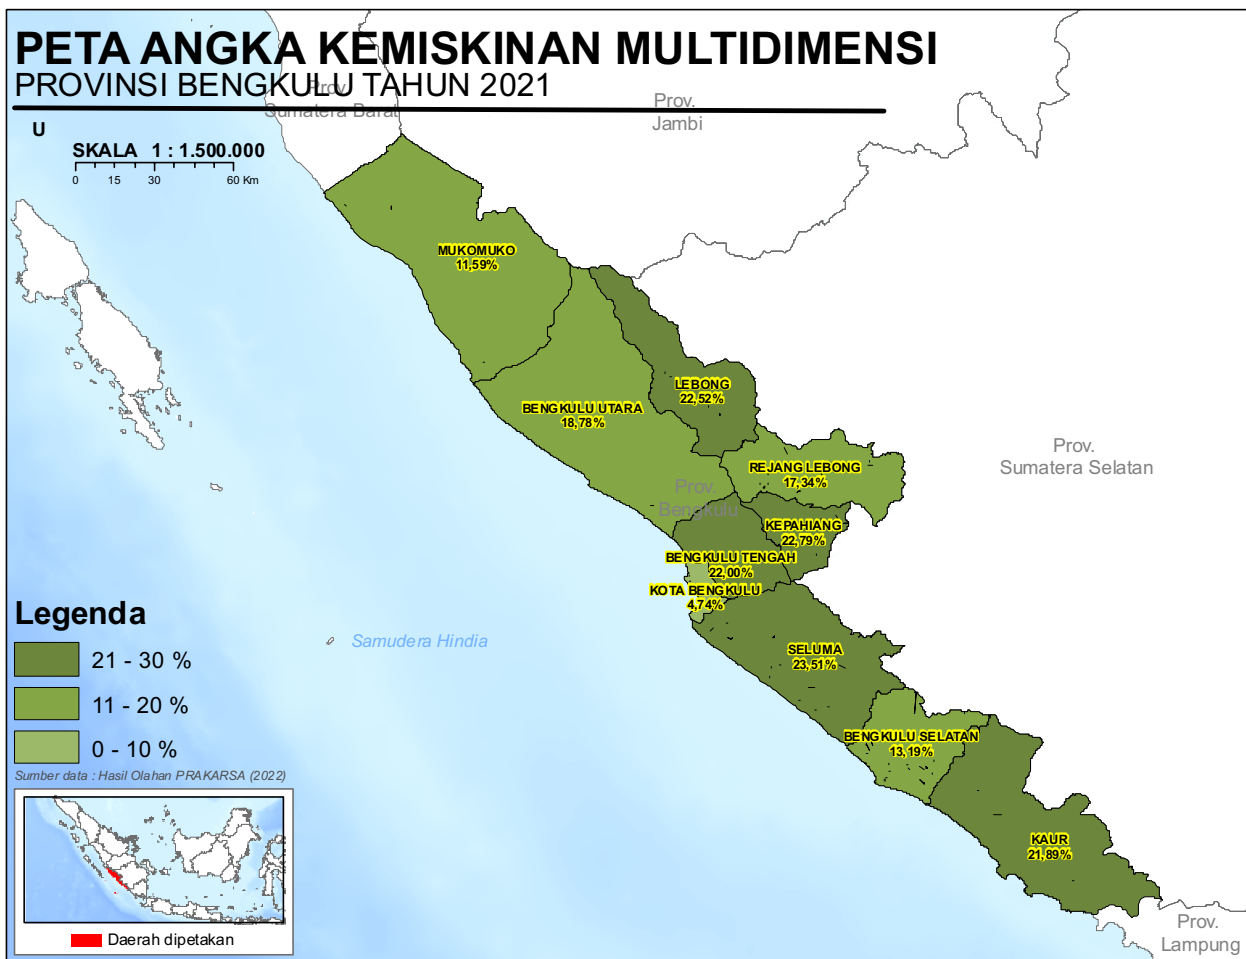 PETA ANGKA KEMISKINAN MULTIDIMENSI
PROVINSI BENGKULU TAHUN 2021
Prov.
Sumatera Barat
Prov.
Jambi
U
SKALA 1 : 1.500.000
0 15 30 60 Km
MUKOMUKO
11,59%
LEBONG
22,52%
BENGKULU UTARA
18,78%
Prov.
Sumatera Selatan
REJANG LEBONG
17,34%
Prov.
Bengkulu
KEPAHIANG
22,79%
BENGKULU TENGAH
22,00%
KOTA BENGKULU
4,74%
SELUMA
23,51%
BENGKULU SELATAN
13,19%
KAUR
21,89%
Prov.
Lampung
Samudera Hindia
Legenda
21 - 30 %
11 - 20 %
0 - 10 %
Sumber data : Hasil Olahan PRAKARSA (2022)
Daerah dipetakan